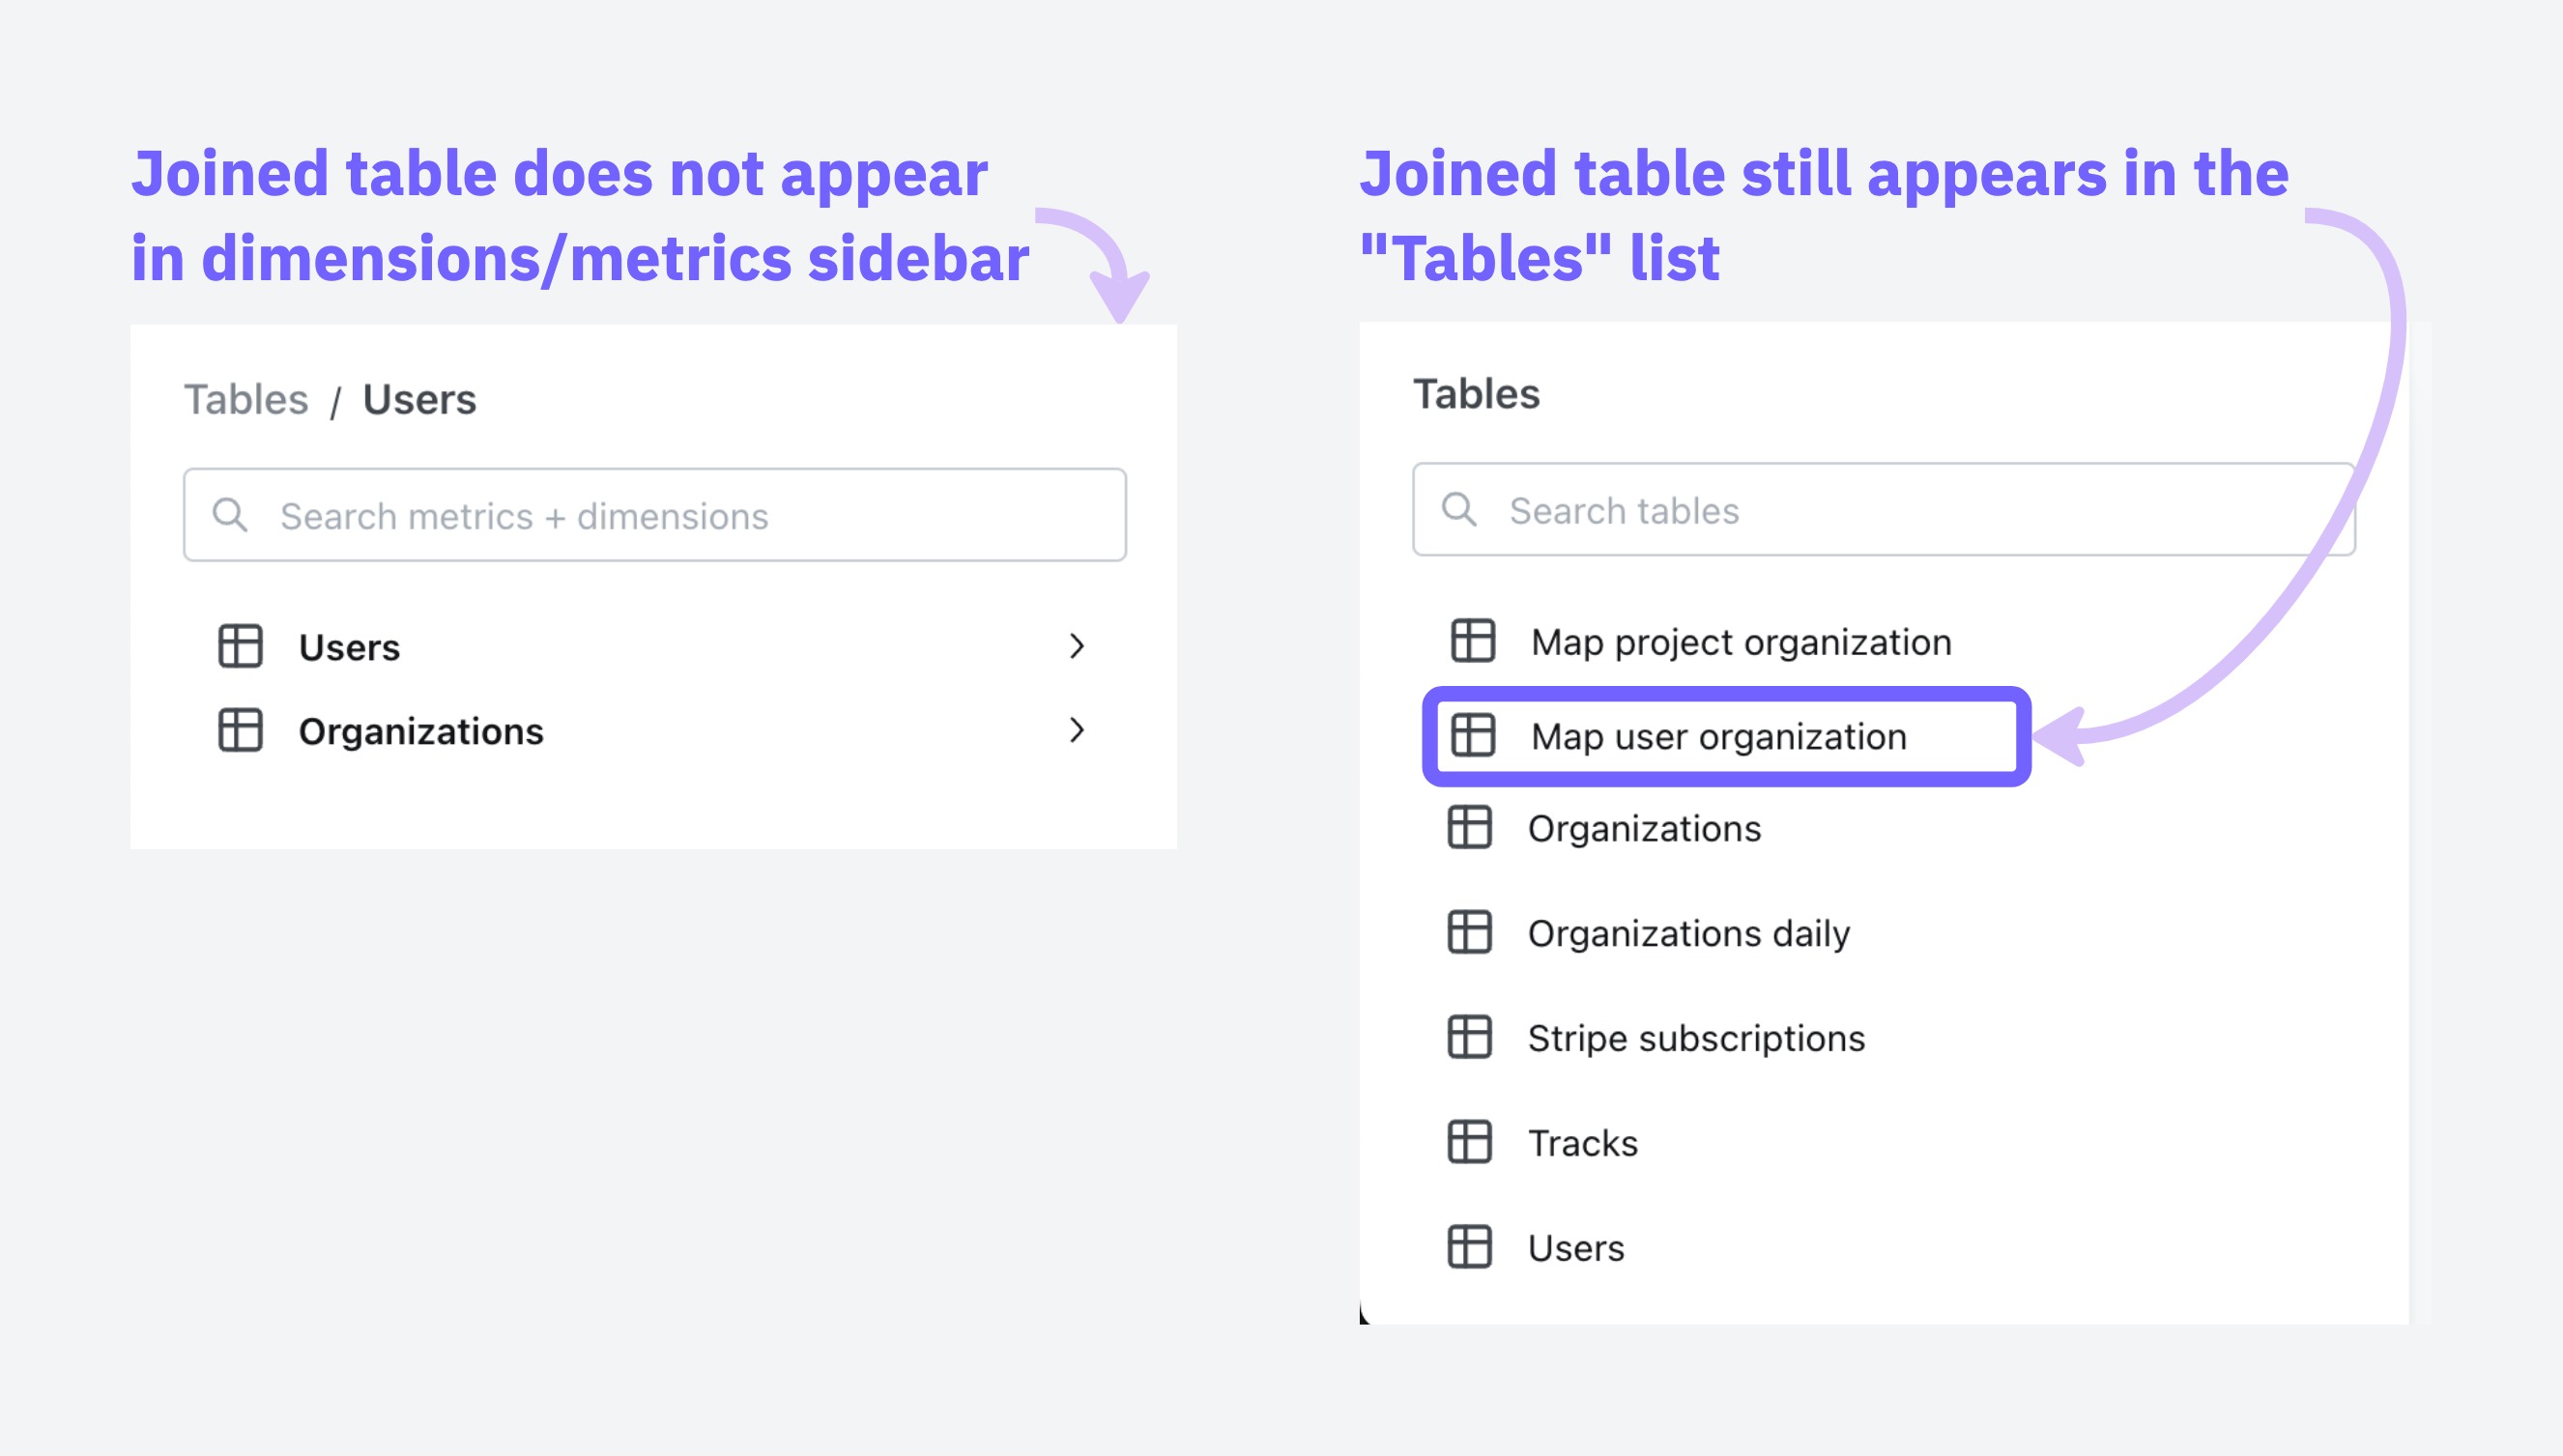 Joined table does not appear
in dimensions/metrics sidebar
Tables / Users
Search metrics + dimensions
Users
Organizations
Joined table still appears in the
"Tables" list
Tables
Search tables
Map project organization
Map user organization
Organizations
Organizations daily
Stripe subscriptions
Tracks
Users